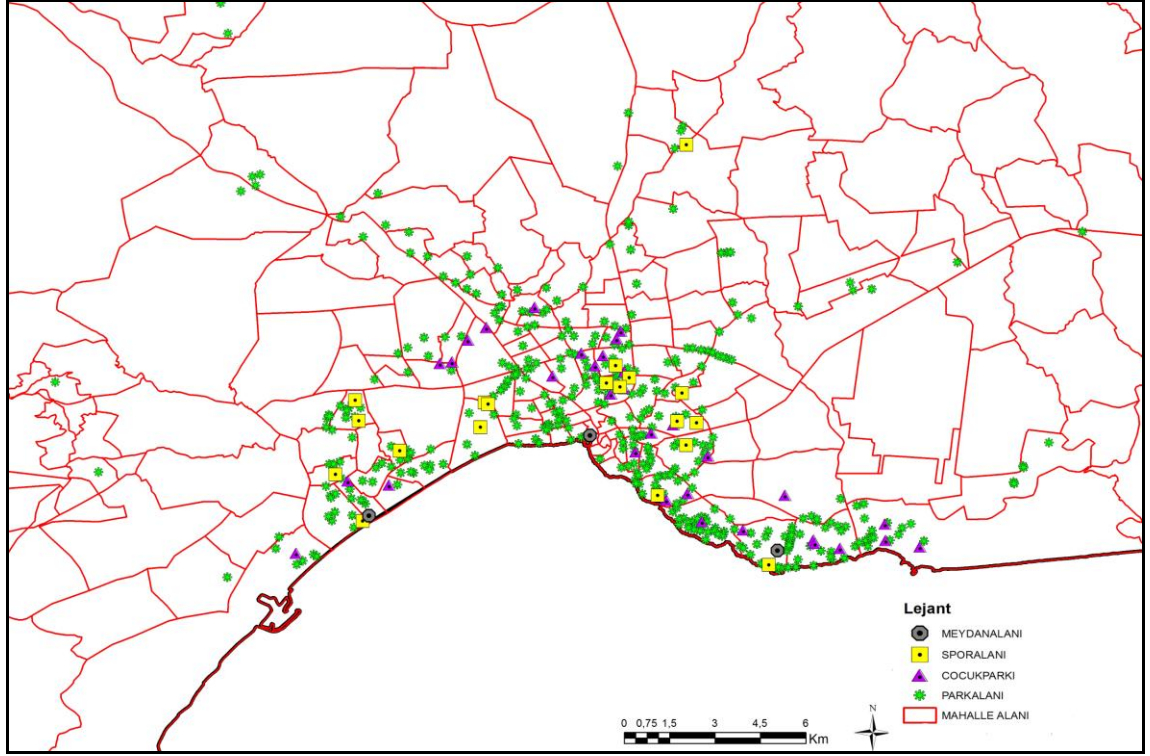 Lejant
MEYDANALANI
SPORALANI
COCUKPARKI
PARKALANI
MAHALLE ALANI
N
0 0,75 1,5 3 4,5 6
Km